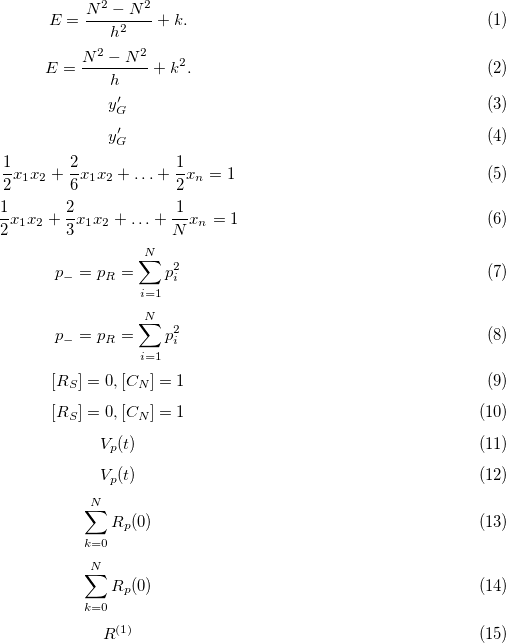 E = \frac{N^2 - N^2}{h^2} + k. (1)
E = \frac{N^2 - N^2}{h} + k^2. (2)
y'_G (3)
y'_G (4)
\frac{1}{2}x_1x_2 + \frac{2}{6}x_1x_2 + \ldots + \frac{1}{2}x_n = 1 (5)
\frac{1}{2}x_1x_2 + \frac{2}{3}x_1x_2 + \ldots + \frac{1}{N}x_n = 1 (6)
p_- = p_R = \sum_{i=1}^{N} p_i^2 (7)
p_- = p_R = \sum_{i=1}^{N} p_i^2 (8)
[R_S] = 0, [C_N] = 1 (9)
[R_S] = 0, [C_N] = 1 (10)
V_p(t) (11)
V_p(t) (12)
\sum_{k=0}^{N} R_p(0) (13)
\sum_{k=0}^{N} R_p(0) (14)
R^{(1)} (15)